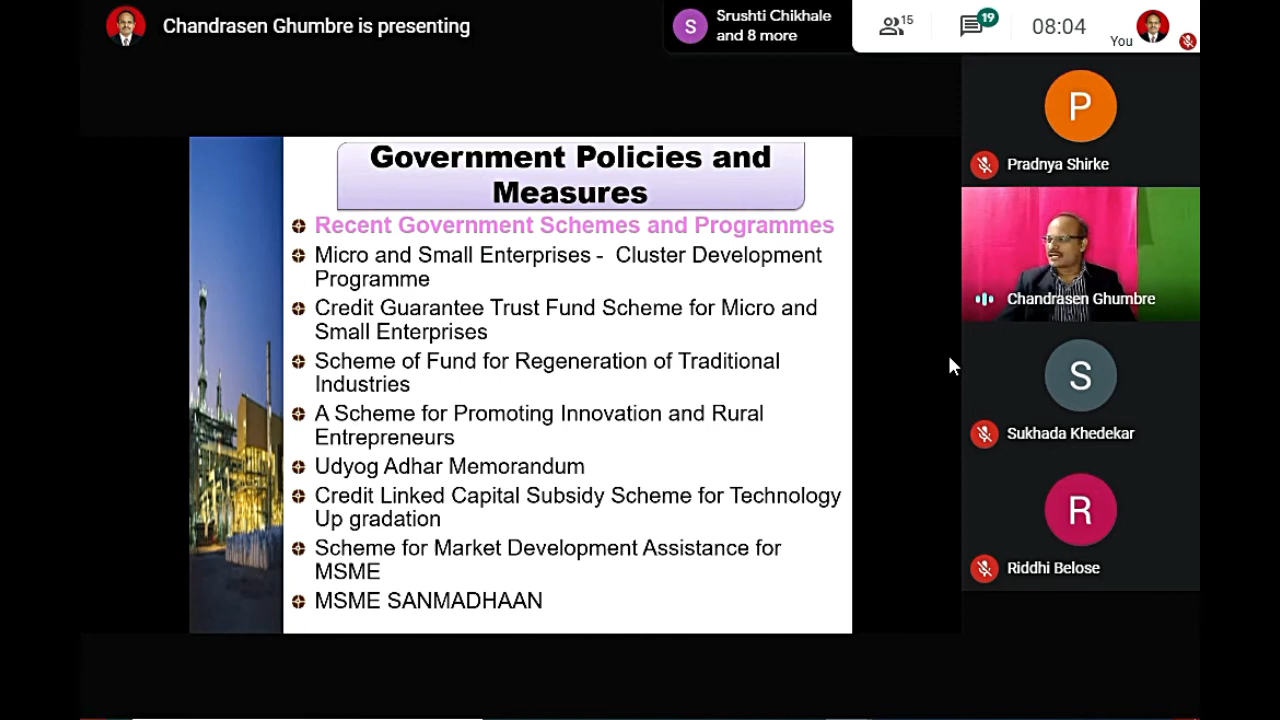 Chandrasen Ghumbre is presenting
S
Srushti Chikhale
and 8 more
15
19
08:04
You
P
Pradnya Shirke
Chandrasen Ghumbre
S
Sukhada Khedekar
R
Riddhi Belose
Government Policies and
Measures
Recent Government Schemes and Programmes
Micro and Small Enterprises - Cluster Development
Programme
Credit Guarantee Trust Fund Scheme for Micro and
Small Enterprises
Scheme of Fund for Regeneration of Traditional
Industries
A Scheme for Promoting Innovation and Rural
Entrepreneurs
Udyog Adhar Memorandum
Credit Linked Capital Subsidy Scheme for Technology
Up gradation
Scheme for Market Development Assistance for
MSME
MSME SANMADHAAN